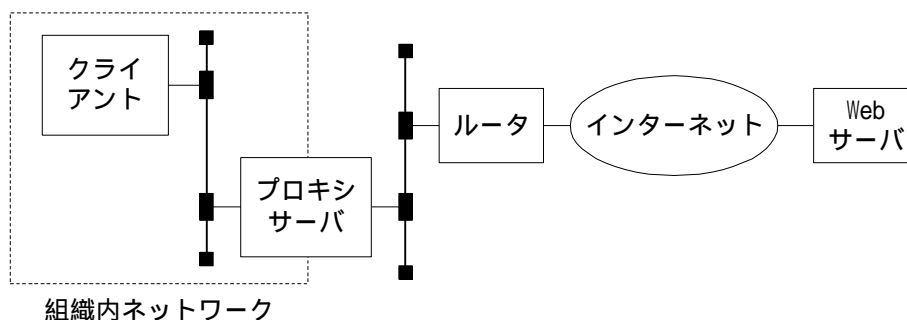 クライ
アント
プロキシ
サーバ
ルータ
インターネット
Web
サーバ
組織内ネットワーク